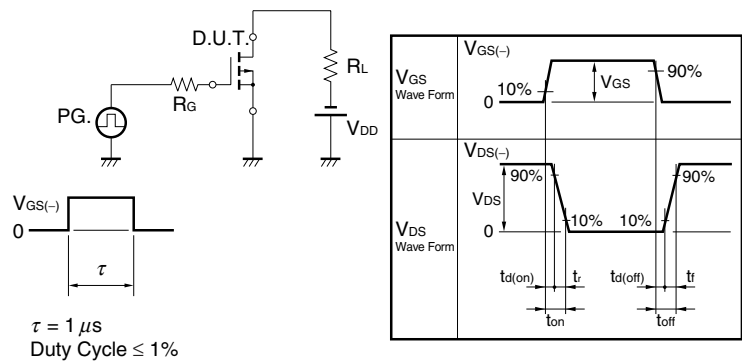 D.U.T.
RL
RG
PG.
VDD
VGS(−)
0
τ
τ = 1 μs
Duty Cycle ≤ 1%
VGS
Wave Form
VGS(−)
10%
VGS
90%
0
VDS
Wave Form
VDS(−)
90%
90%
VDS
10%
10%
0
td(on)
tr
td(off)
tf
ton
toff